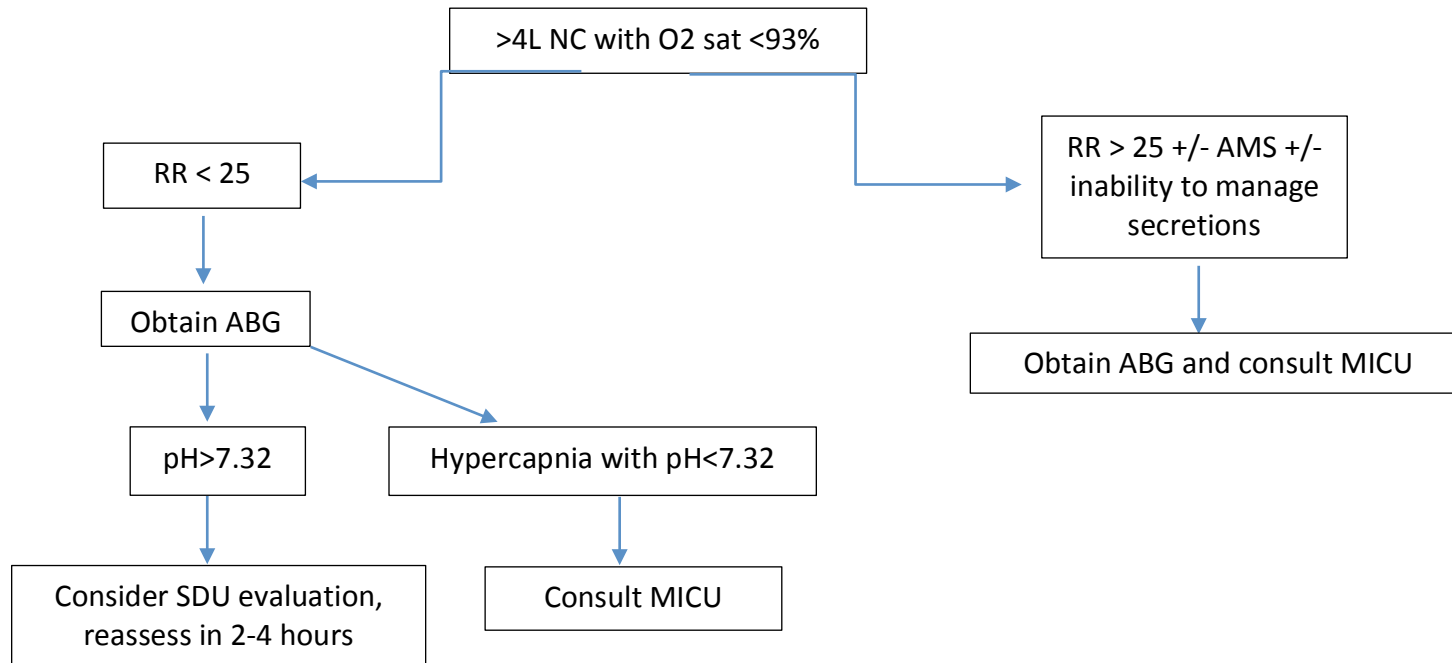 >4L NC with O2 sat <93%
RR < 25
RR > 25 +/- AMS +/-
inability to manage
secretions
Obtain ABG
Obtain ABG and consult MICU
pH>7.32
Hypercapnia with pH<7.32
Consider SDU evaluation,
reassess in 2-4 hours
Consult MICU